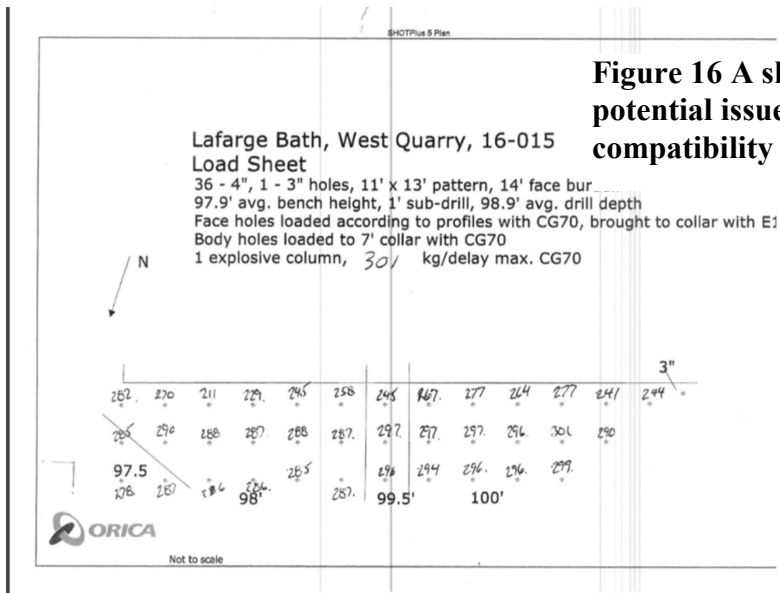 SHOTPlus 5 Plan
Figure 16 A sl
potential issue
compatibility
Lafarge Bath, West Quarry, 16-015
Load Sheet
36 - 4", 1 - 3" holes, 11' x 13' pattern, 14' face bur
97.9' avg. bench height, 1' sub-drill, 98.9' avg. drill depth
Face holes loaded according to profiles with CG70, brought to collar with E1
Body holes loaded to 7' collar with CG70
1 explosive column, 301 kg/delay max. CG70
N
3"
270 211 229. 245 258 245 267. 277 264 277 241 244
285 290 288 287. 288 287. 297. 297. 297. 296. 301 290
97.5 285 296 294 296. 296. 299.
278 287 286 286. 287.
98' 99.5' 100'
ORICA
Not to scale